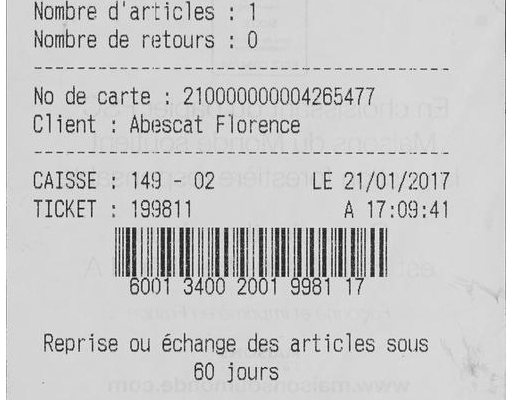 Nombre d'articles : 1
Nombre de retours : 0
No de carte : 2100000000004265477
Client : Abescat Florence
CAISSE : 149 - 02 LE 21/01/2017
TICKET : 199811 A 17:09:41
6001 3400 2001 9981 17
Reprise ou échange des articles sous
60 jours